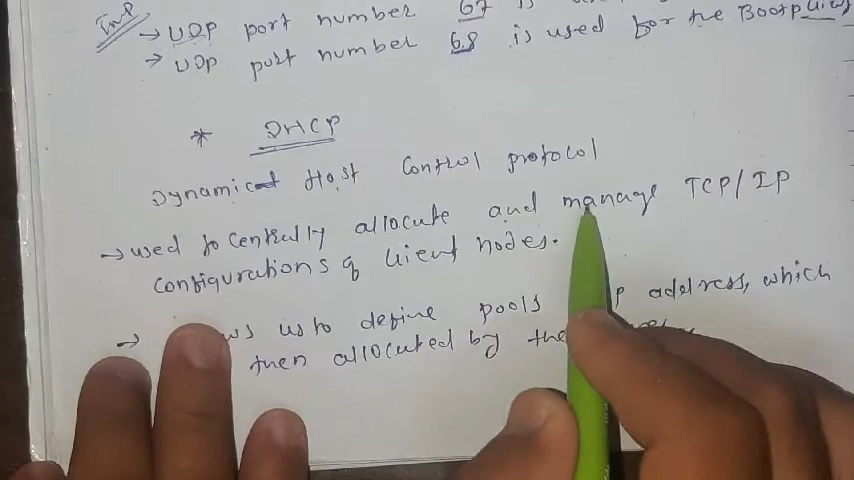 Imp
→ UDP port number 67 is
→ UDP port number 68 is used for the Bootp
* DHCP
Dynamic Host Control protocol
→ used to centrally allocate and manage TCP/IP
configurations of client nodes.
→ us to define pools address, which
then allocated by the